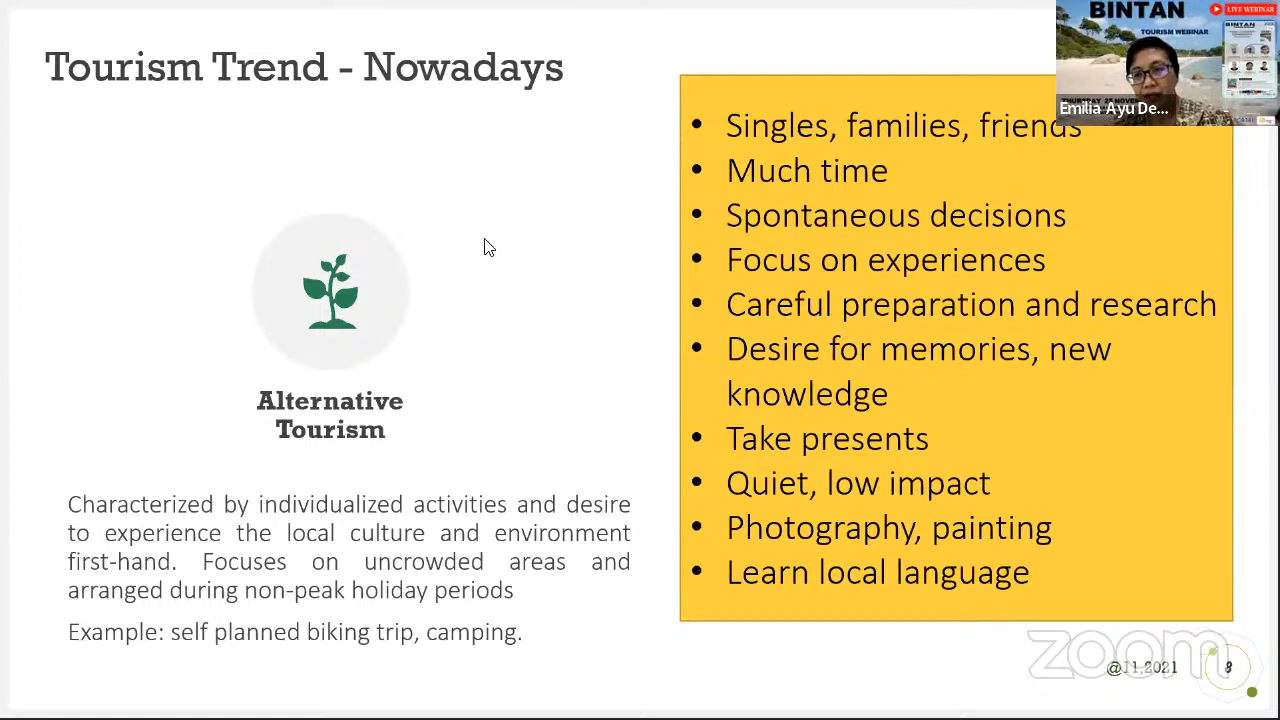 Tourism Trend - Nowadays
BINTAN
LIVE WEBINAR
TOURISM WEBINAR
BINTAN
Emilia Ayu De...
• Singles, families, friends
• Much time
• Spontaneous decisions
• Focus on experiences
• Careful preparation and research
• Desire for memories, new
knowledge
• Take presents
• Quiet, low impact
• Photography, painting
• Learn local language
Alternative
Tourism
Characterized by individualized activities and desire
to experience the local culture and environment
first-hand. Focuses on uncrowded areas and
arranged during non-peak holiday periods
Example: self planned biking trip, camping.
zoom
8